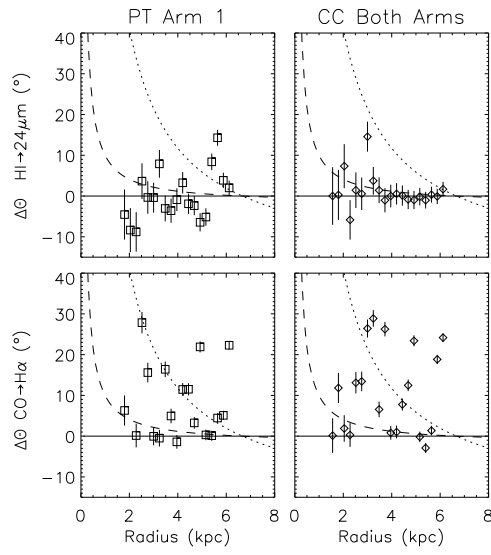 PT Arm 1
CC Both Arms
ΔΘ HI→24μm (°)
40
30
20
10
0
−10
ΔΘ CO→Hα (°)
40
30
20
10
0
−10
0 2 4 6 8
0 2 4 6 8
Radius (kpc)
Radius (kpc)